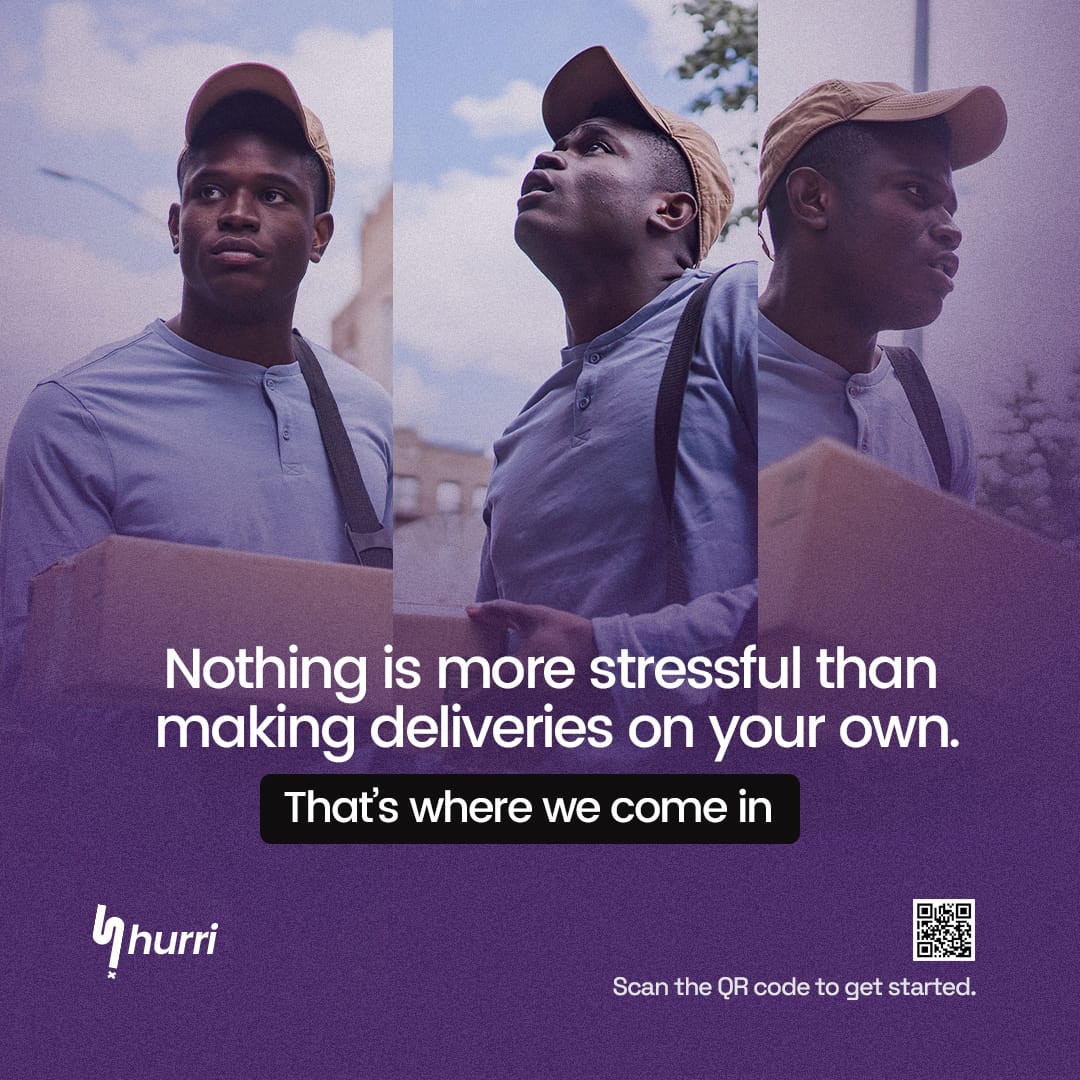 Nothing is more stressful than
making deliveries on your own.
That's where we come in
hurri
Scan the QR code to get started.